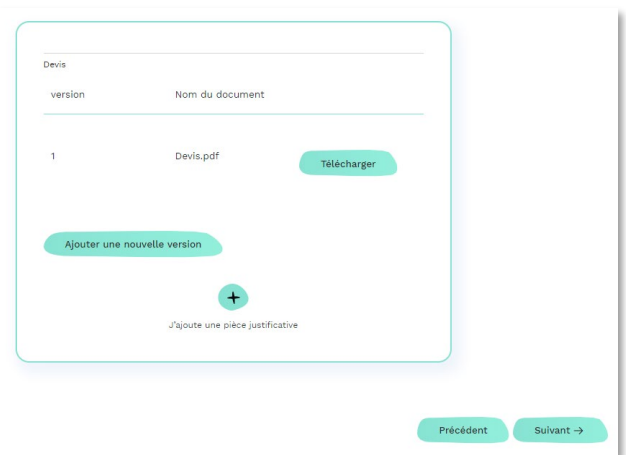 Devis
version Nom du document
1 Devis.pdf Télécharger
Ajouter une nouvelle version
J'ajoute une pièce justificative
Précédent Suivant →